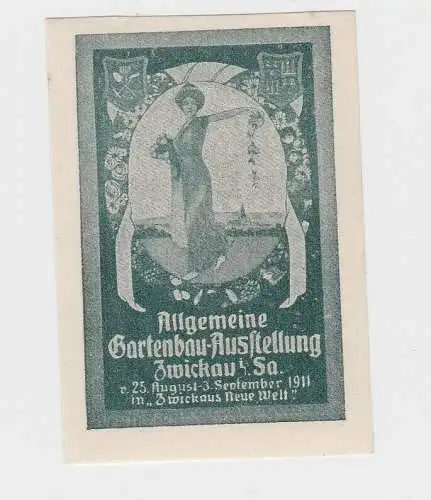 Allgemeine
Gartenbau-Ausstellung
Zwickau i. Sa.
v. 25. August-3. September 1911
in „Zwickaus Neue Welt"